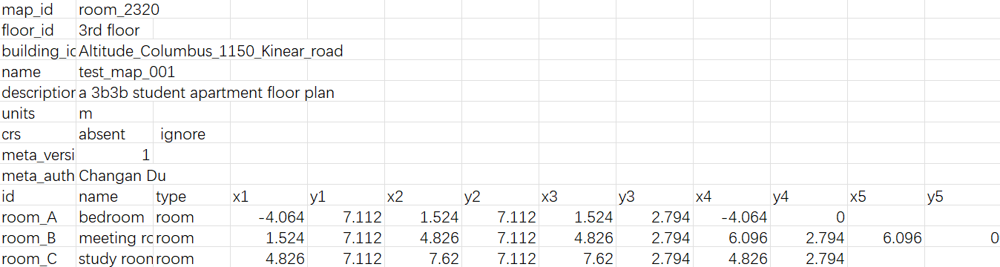 map_id room_2320
floor_id 3rd floor
building_ic Altitude_Columbus_1150_Kinear_road
name test_map_001
description a 3b3b student apartment floor plan
units m
crs absent ignore
meta_versi 1
meta_auth Changan Du
id name type x1 y1 x2 y2 x3 y3 x4 y4 x5 y5
room_A bedroom room -4.064 7.112 1.524 7.112 1.524 2.794 -4.064 0
room_B meeting ro room 1.524 7.112 4.826 7.112 4.826 2.794 6.096 2.794 6.096 0
room_C study room room 4.826 7.112 7.62 7.112 7.62 2.794 4.826 2.794